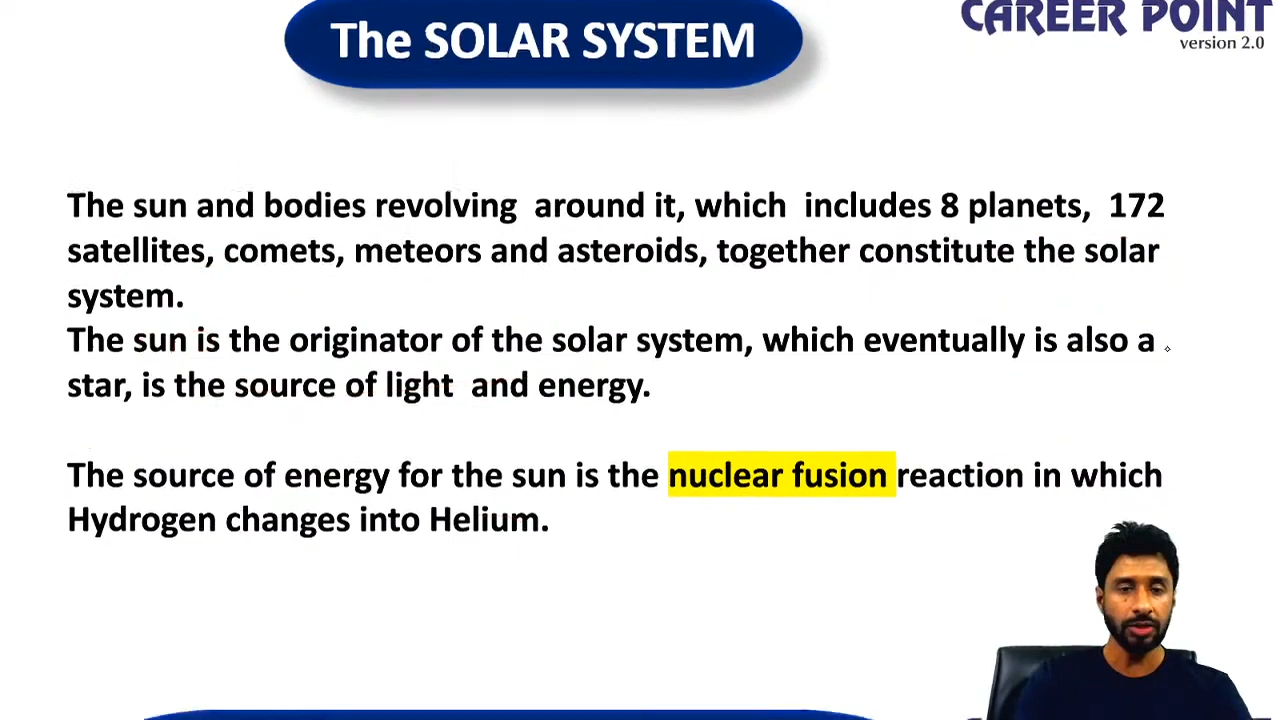 The SOLAR SYSTEM
CAREER POINT
version 2.0
The sun and bodies revolving around it, which includes 8 planets, 172
satellites, comets, meteors and asteroids, together constitute the solar
system.
The sun is the originator of the solar system, which eventually is also a
star, is the source of light and energy.
The source of energy for the sun is the nuclear fusion reaction in which
Hydrogen changes into Helium.